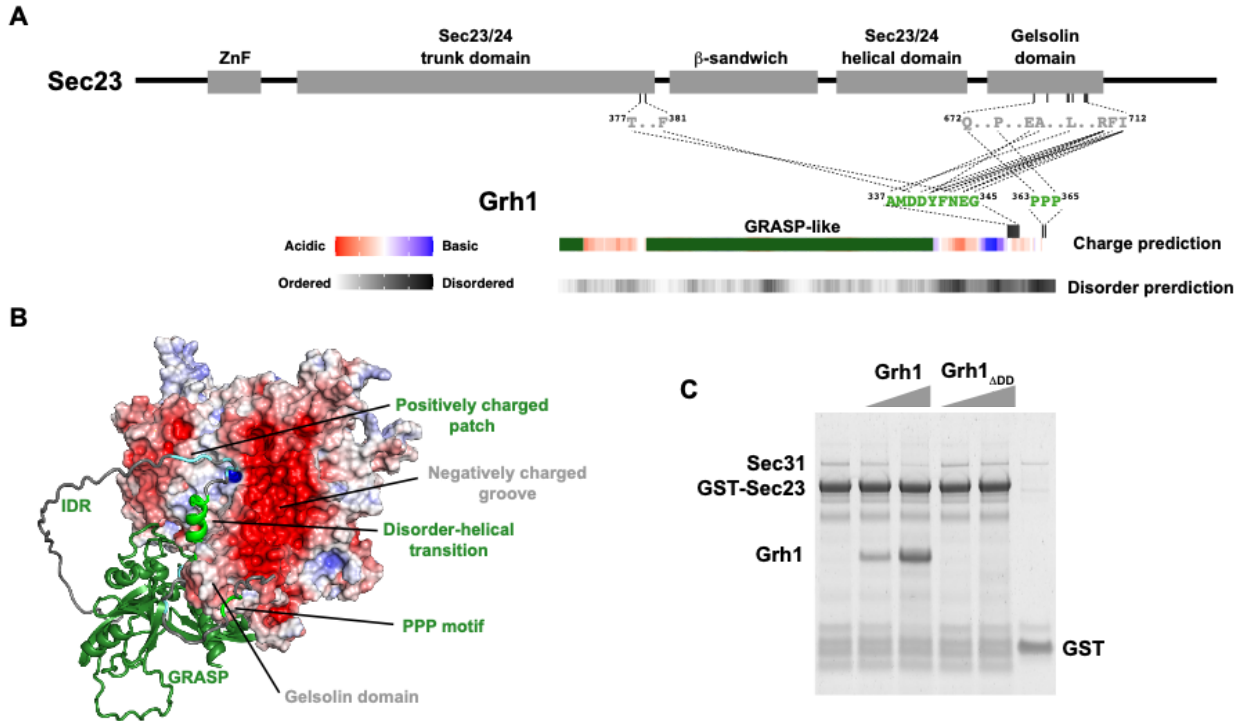 A
Sec23
ZnF
Sec23/24
trunk domain
β-sandwich
Sec23/24
helical domain
Gelsolin
domain
377T..F381
672Q..P..EA..L..RFI712
Grh1
337AMDDYFNEG345
363PPP365
GRASP-like
Acidic
Basic
Charge prediction
Ordered
Disordered
Disorder prerdiction
B
Positively charged
patch
Negatively charged
groove
IDR
Disorder-helical
transition
PPP motif
GRASP
Gelsolin domain
C
Grh1
Grh1ΔDD
Sec31
GST-Sec23
Grh1
GST